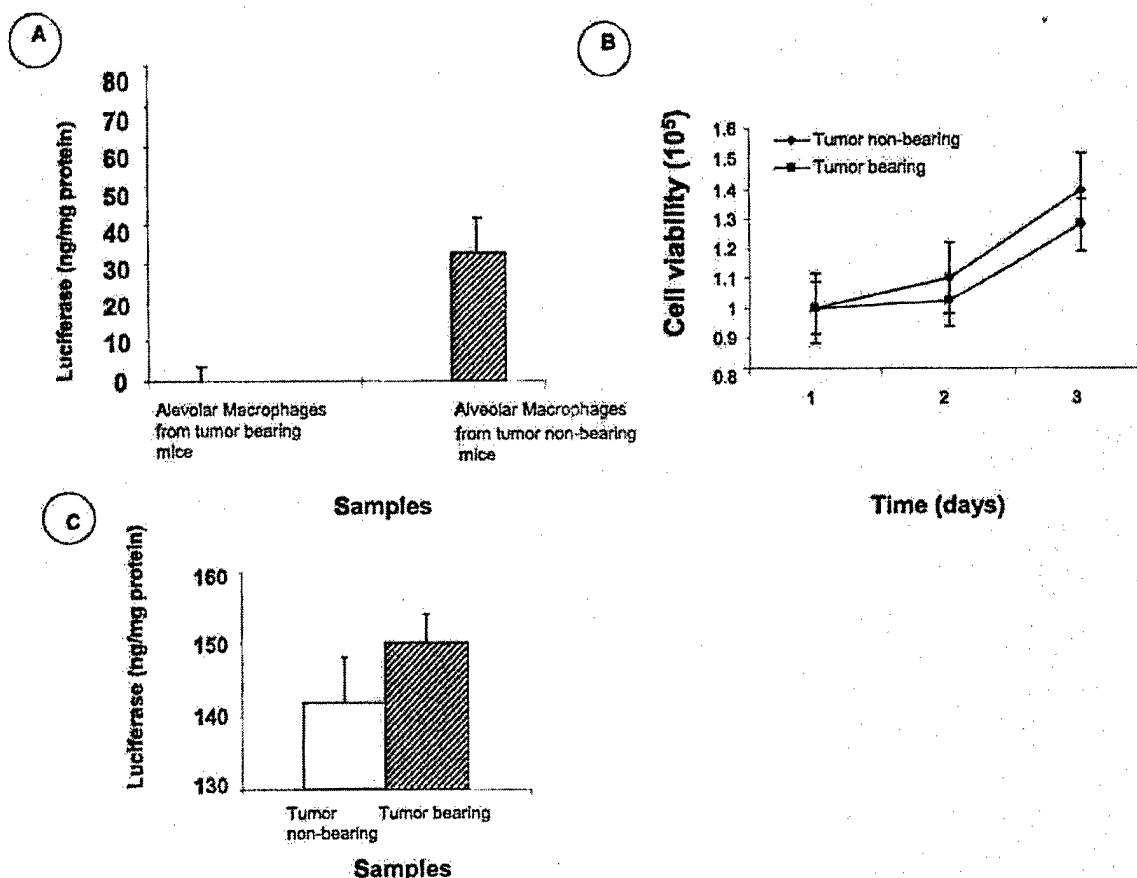 A
Luciferase (ng/mg protein)
80
70
60
50
40
30
20
10
0
Alevolar Macrophages
from tumor bearing
mice
Alveolar Macrophages
from tumor non-bearing
mice
Samples
B
Cell viability (10⁵)
1.6
1.5
1.4
1.3
1.2
1.1
1
0.9
0.8
Tumor non-bearing
Tumor bearing
1
2
3
Time (days)
C
Luciferase (ng/mg protein)
160
150
140
130
Tumor
non-bearing
Tumor bearing
Samples